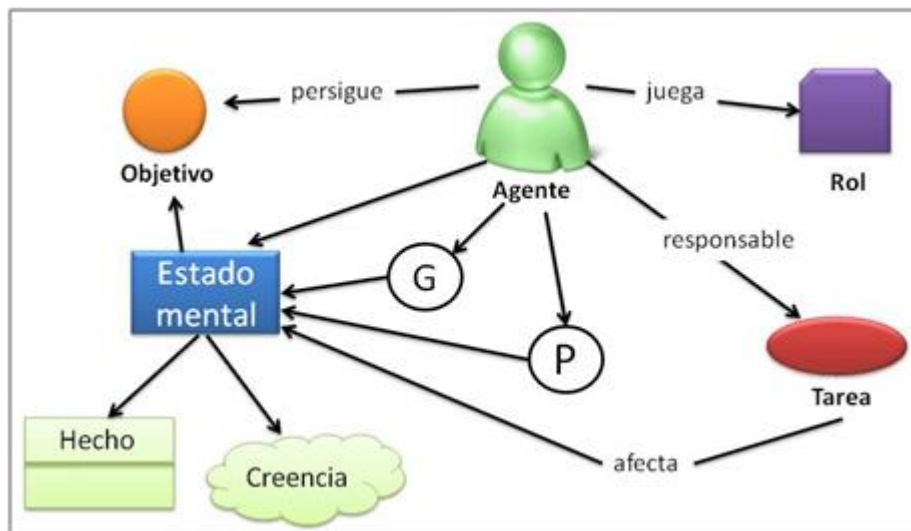 persigue
juega
Objetivo
Agente
Rol
responsable
Estado
mental
G
P
Tarea
Hecho
Creencia
afecta